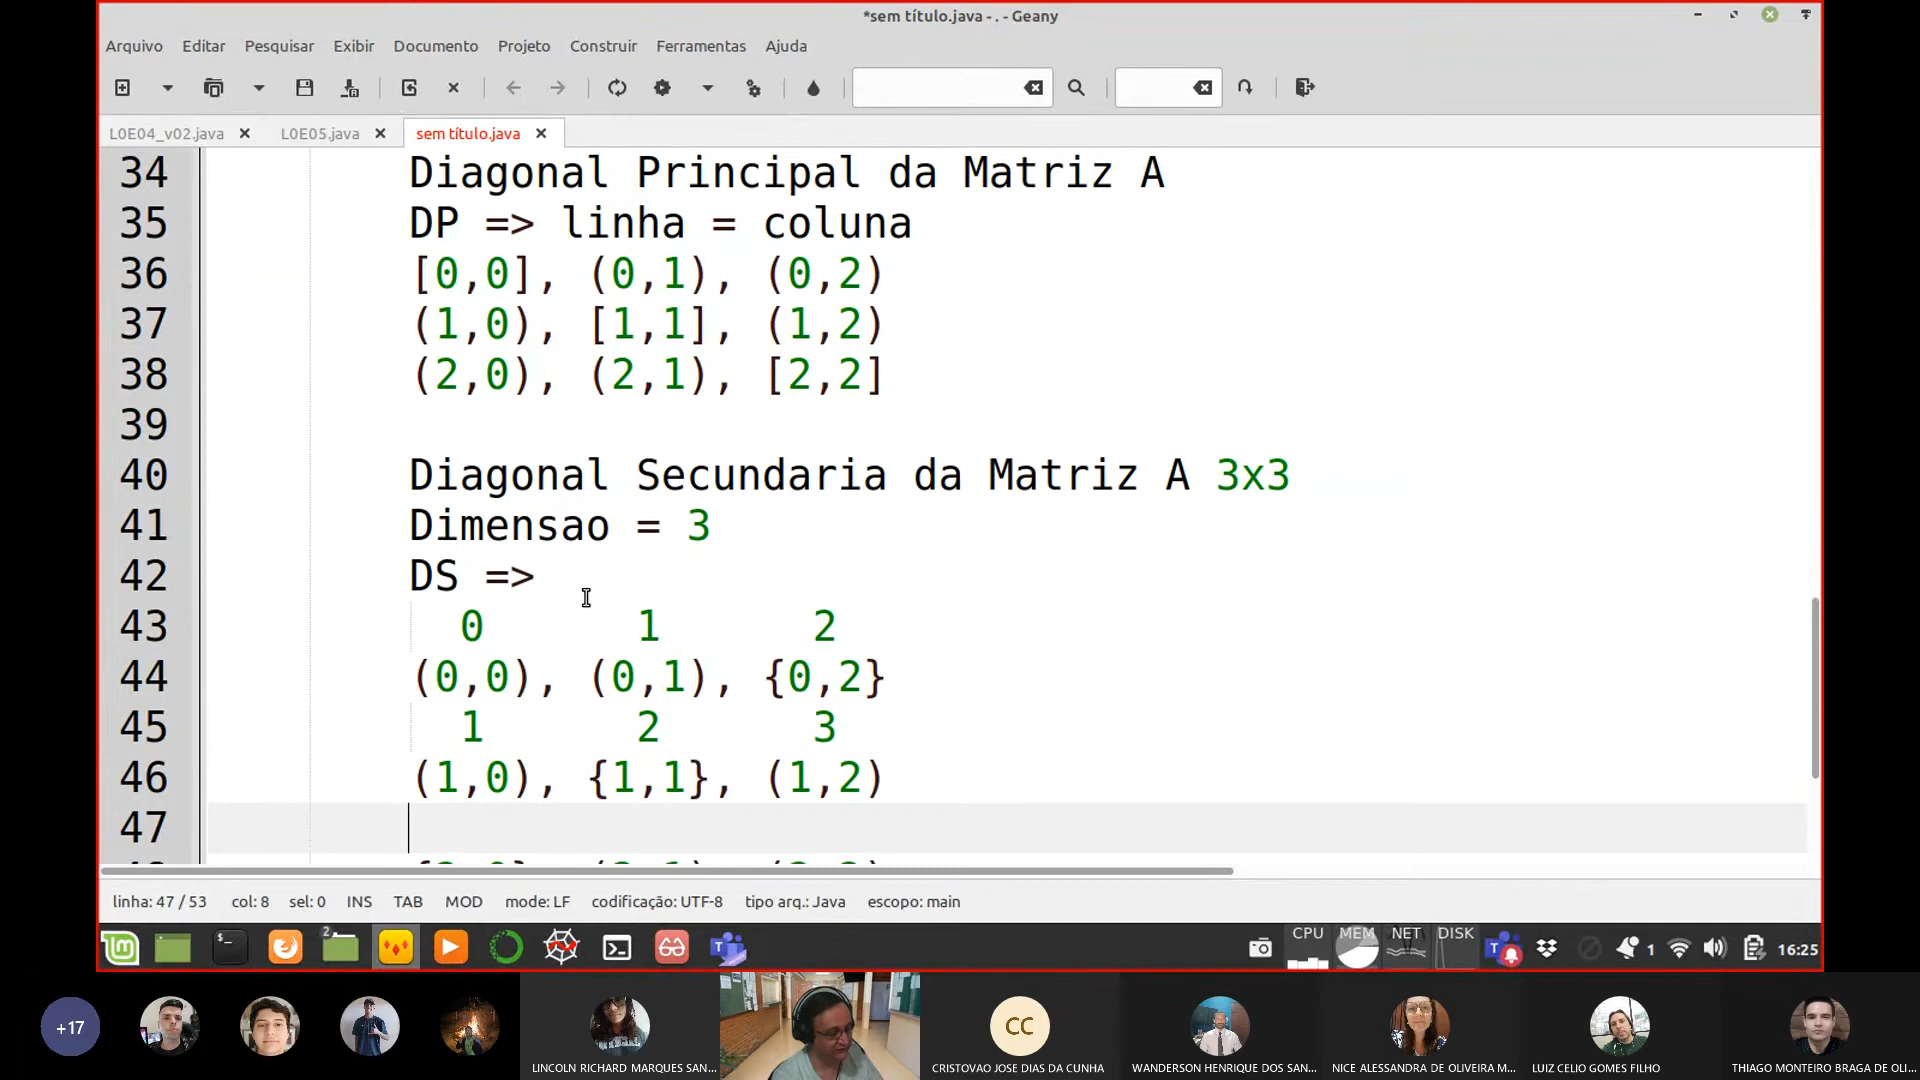 *sem título.java - . - Geany
Arquivo Editar Pesquisar Exibir Documento Projeto Construir Ferramentas Ajuda
L0E04_v02.java L0E05.java sem título.java
34 Diagonal Principal da Matriz A
35 DP => linha = coluna
36 [0,0], (0,1), (0,2)
37 (1,0), [1,1], (1,2)
38 (2,0), (2,1), [2,2]
39
40 Diagonal Secundaria da Matriz A 3x3
41 Dimensao = 3
42 DS =>
43 0 1 2
44 (0,0), (0,1), {0,2}
45 1 2 3
46 (1,0), {1,1}, (1,2)
47
linha: 47 / 53 col: 8 sel: 0 INS TAB MOD mode: LF codificação: UTF-8 tipo arq.: Java escopo: main
2 CPU MEM NET DISK 1 16:25
+17 CC
LINCOLN RICHARD MARQUES SAN... CRISTOVAO JOSE DIAS DA CUNHA WANDERSON HENRIQUE DOS SAN... NICE ALESSANDRA DE OLIVEIRA M... LUIZ CELIO GOMES FILHO THIAGO MONTEIRO BRAGA DE OLI...